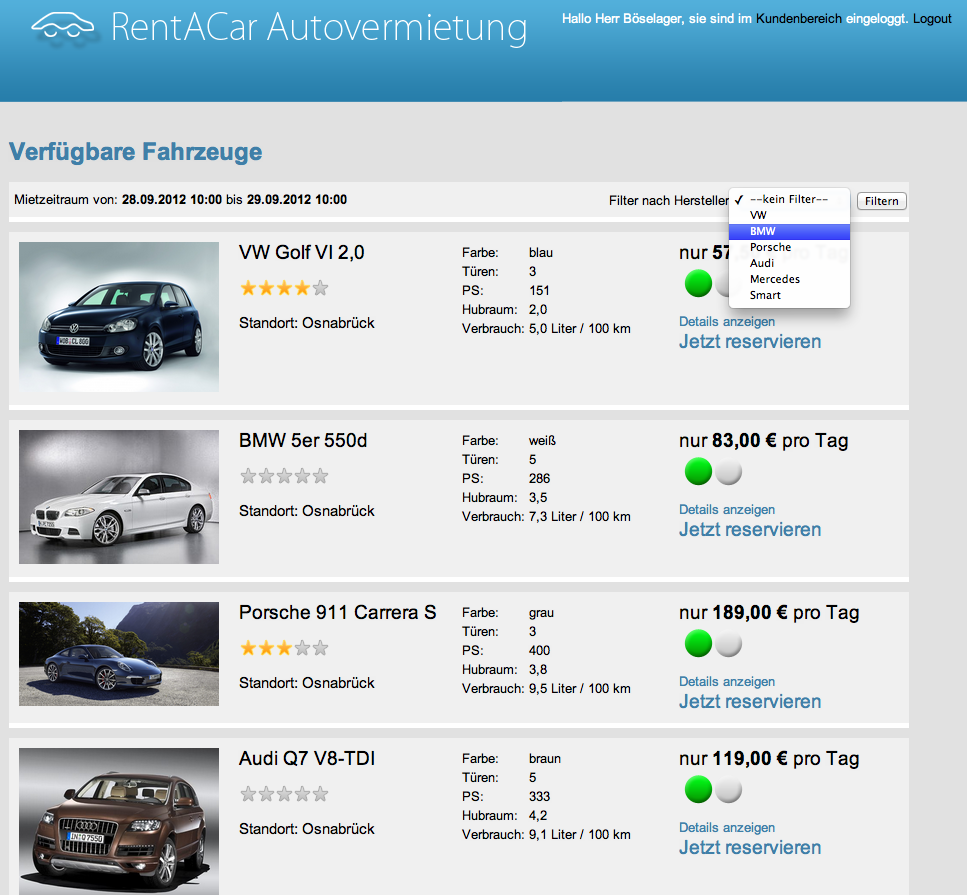 RentACar Autovermietung
Hallo Herr Böselager, sie sind im Kundenbereich eingeloggt. Logout
Verfügbare Fahrzeuge
Mietzeitraum von: 28.09.2012 10:00 bis 29.09.2012 10:00
Filter nach Hersteller
✓ --kein Filter--
VW
BMW
Porsche
Audi
Mercedes
Smart
Filtern
VW Golf VI 2,0
Standort: Osnabrück
Farbe: blau
Türen: 3
PS: 151
Hubraum: 2,0
Verbrauch: 5,0 Liter / 100 km
nur pro Tag
Details anzeigen
Jetzt reservieren
BMW 5er 550d
Standort: Osnabrück
Farbe: weiß
Türen: 5
PS: 286
Hubraum: 3,5
Verbrauch: 7,3 Liter / 100 km
nur 83,00 € pro Tag
Details anzeigen
Jetzt reservieren
Porsche 911 Carrera S
Standort: Osnabrück
Farbe: grau
Türen: 3
PS: 400
Hubraum: 3,8
Verbrauch: 9,5 Liter / 100 km
nur 189,00 € pro Tag
Details anzeigen
Jetzt reservieren
Audi Q7 V8-TDI
Standort: Osnabrück
Farbe: braun
Türen: 5
PS: 333
Hubraum: 4,2
Verbrauch: 9,1 Liter / 100 km
nur 119,00 € pro Tag
Details anzeigen
Jetzt reservieren